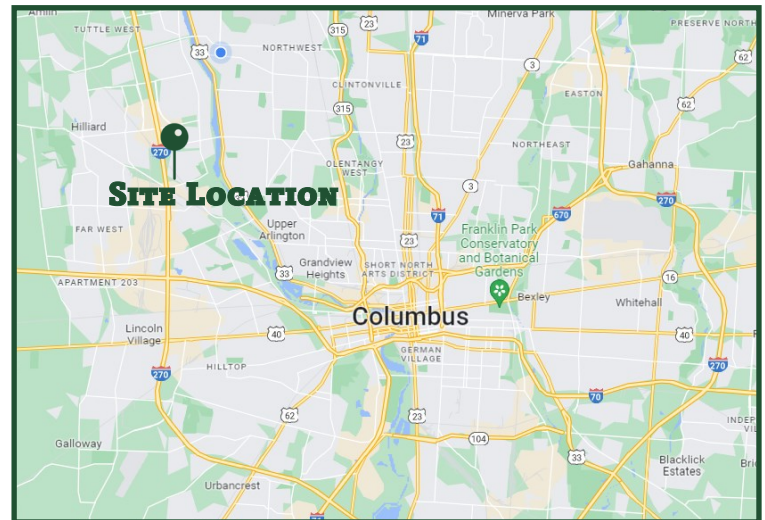 Amlin
TUTTLE WEST
23
315
Minerva Park
PRESERVE NORTH
33
NORTHWEST
71
62
3
CLINTONVILLE
EASTON
315
62
Hilliard
23
270
OLENTANGY
WEST
NORTHEAST
Gahanna
3
SITE LOCATION
270
71
670
FAR WEST
Upper
Arlington
Franklin Park
Conservatory
and Botanical
Gardens
23
Grandview
Heights
SHORT NORTH
ARTS DISTRICT
33
16
APARTMENT 203
Bexley
Whitehall
Columbus
Lincoln
Village
40
40
GERMAN
VILLAGE
270
HILLTOP
270
70
62
23
104
Galloway
33
Blacklick
Estates
Urbancrest
71